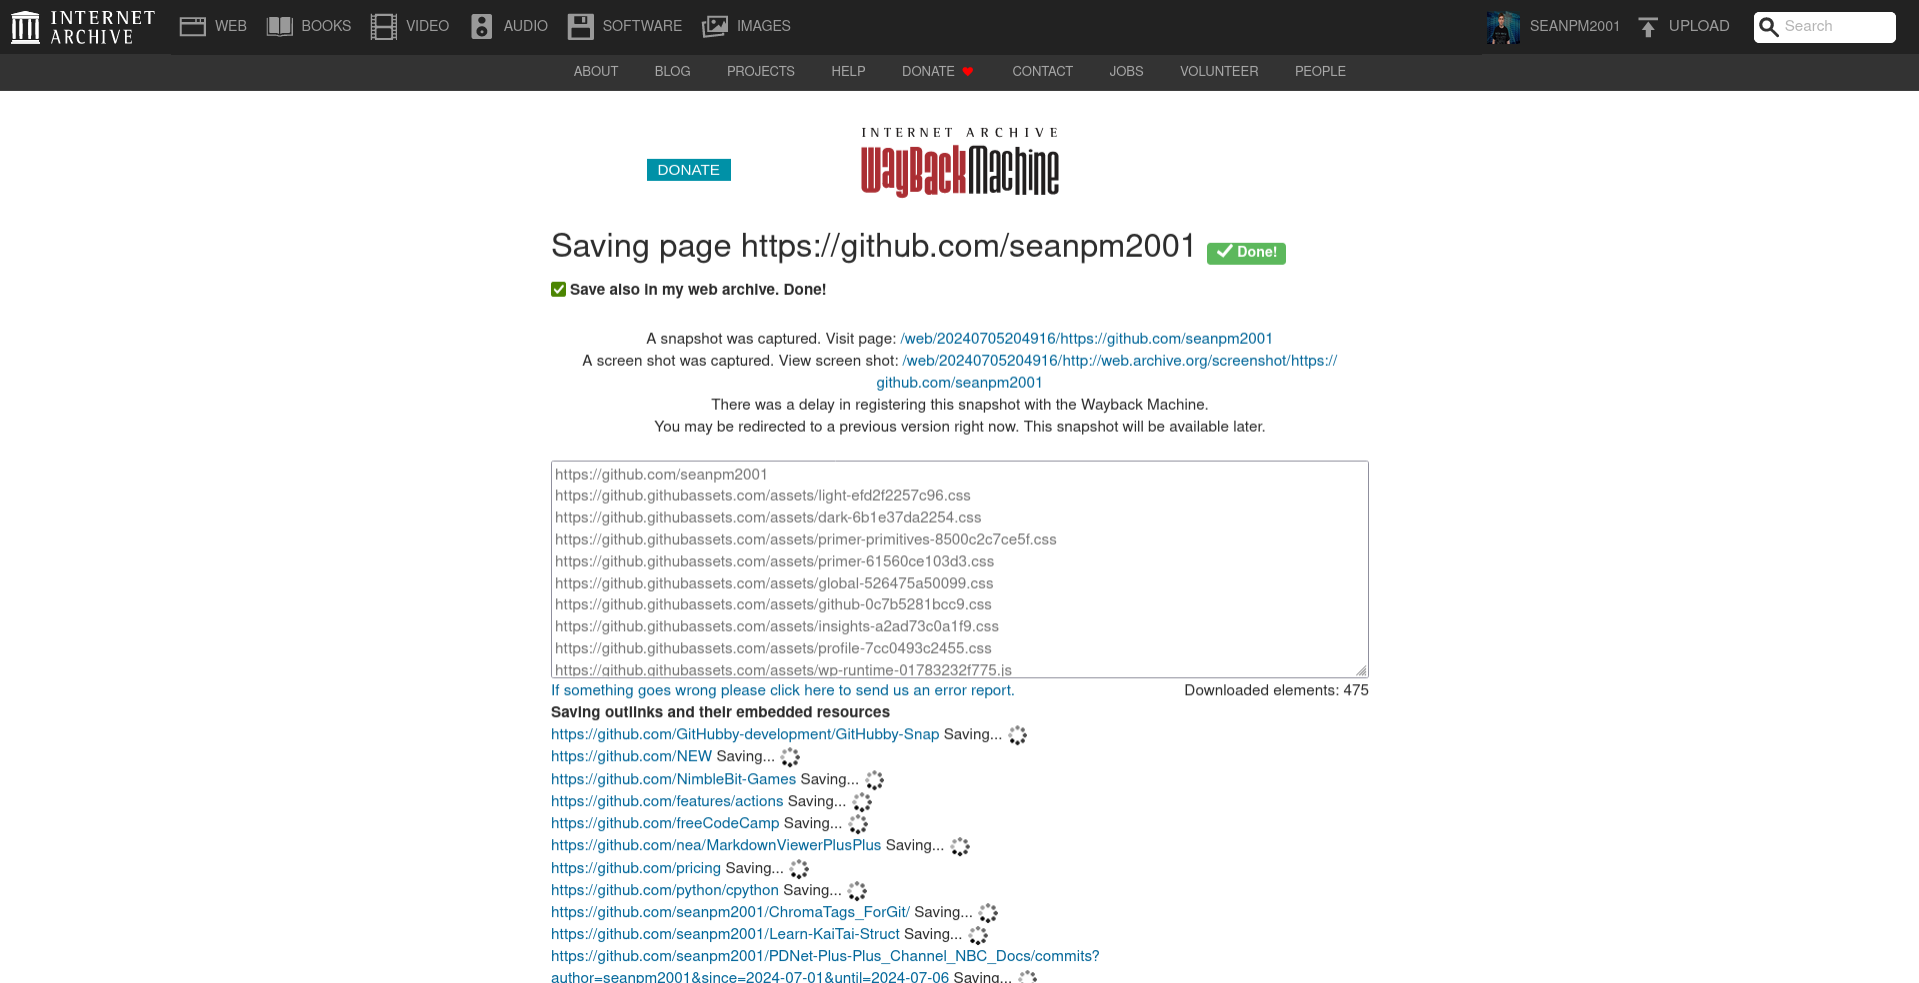 INTERNET ARCHIVE
WEB
BOOKS
VIDEO
AUDIO
SOFTWARE
IMAGES
SEANPM2001
UPLOAD
Search
ABOUT
BLOG
PROJECTS
HELP
DONATE
CONTACT
JOBS
VOLUNTEER
PEOPLE
DONATE
INTERNET ARCHIVE
WayBackMachine
Saving page https://github.com/seanpm2001 Done!
Save also in my web archive. Done!
A snapshot was captured. Visit page: /web/20240705204916/https://github.com/seanpm2001
A screen shot was captured. View screen shot: /web/20240705204916/http://web.archive.org/screenshot/https://
github.com/seanpm2001
There was a delay in registering this snapshot with the Wayback Machine.
You may be redirected to a previous version right now. This snapshot will be available later.
https://github.com/seanpm2001
https://github.githubassets.com/assets/light-efd2f2257c96.css
https://github.githubassets.com/assets/dark-6b1e37da2254.css
https://github.githubassets.com/assets/primer-primitives-8500c2c7ce5f.css
https://github.githubassets.com/assets/primer-61560ce103d3.css
https://github.githubassets.com/assets/global-526475a50099.css
https://github.githubassets.com/assets/github-0c7b5281bcc9.css
https://github.githubassets.com/assets/insights-a2ad73c0a1f9.css
https://github.githubassets.com/assets/profile-7cc0493c2455.css
https://github.githubassets.com/assets/wp-runtime-01783232f775.js
If something goes wrong please click here to send us an error report.
Downloaded elements: 475
Saving outlinks and their embedded resources
https://github.com/GitHubby-development/GitHubby-Snap Saving...
https://github.com/NEW Saving...
https://github.com/NimbleBit-Games Saving...
https://github.com/features/actions Saving...
https://github.com/freeCodeCamp Saving...
https://github.com/nea/MarkdownViewerPlusPlus Saving...
https://github.com/pricing Saving...
https://github.com/python/cpython Saving...
https://github.com/seanpm2001/ChromaTags_ForGit/ Saving...
https://github.com/seanpm2001/Learn-KaiTai-Struct Saving...
https://github.com/seanpm2001/PDNet-Plus-Plus_Channel_NBC_Docs/commits?
author=seanpm2001&since=2024-07-01&until=2024-07-06 Saving...